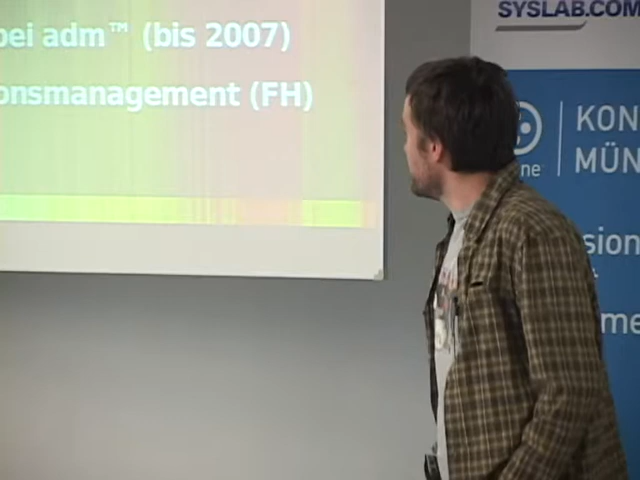 bei adm™ (bis 2007)
onsmanagement (FH)
SYSLAB.COM
KON
MÜN
ne
sion
me